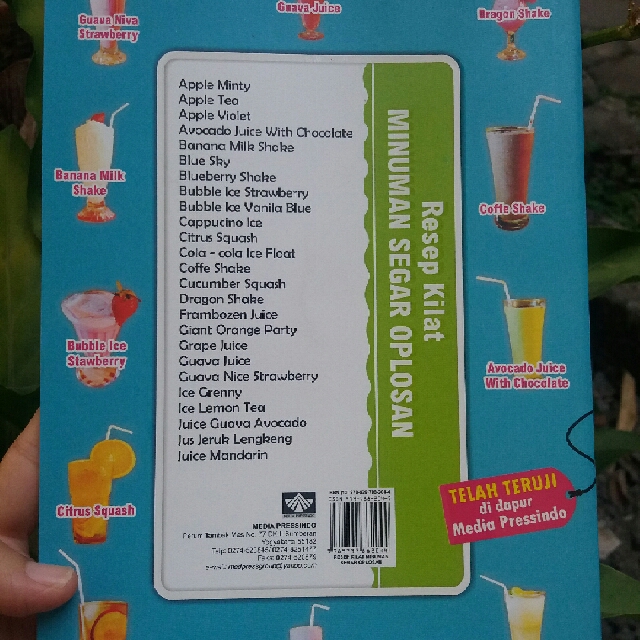 Guava Niva
Strawberry
Guava Juice
Dragon Shake
Banana Milk
Shake
Coffe Shake
Bubble Ice
Stawberry
Avocado Juice
With Chocolate
Citrus Squash
Apple Minty
Apple Tea
Apple Violet
Avocado Juice With Chocolate
Banana Milk Shake
Blue Sky
Blueberry Shake
Bubble Ice Strawberry
Bubble Ice Vanila Blue
Cappucino Ice
Citrus Squash
Cola - cola Ice Float
Coffe Shake
Cucumber Squash
Dragon Shake
Frambozen Juice
Giant Orange Party
Grape Juice
Guava Juice
Guava Nice Strawberry
Ice Grenny
Ice Lemon Tea
Juice Guava Avocado
Jus Jeruk Lengkeng
Juice Mandarin
Resep Kilat
MINUMAN SEGAR OPLOSAN
TELAH TERUJI
di dapur
Media Pressindo
MEDIA PRESSINDO
Yogyakarta 55182